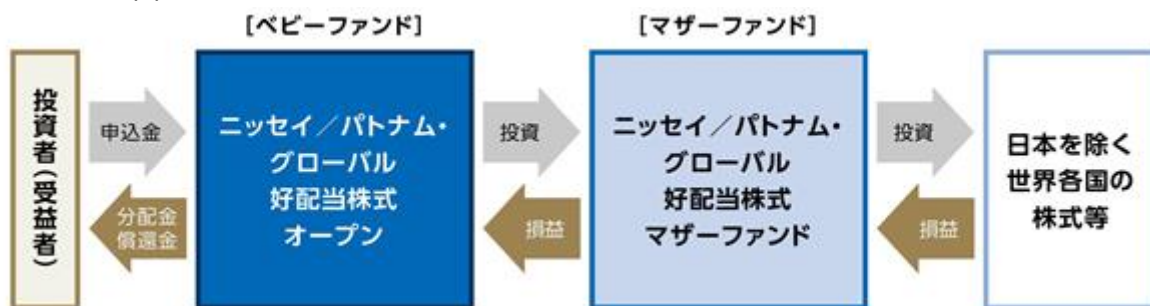 [ベビーファンド]
[マザーファンド]
投資者(受益者)
申込金
分配金
償還金
ニッセイ/パトナム・
グローバル
好配当株式
オープン
投資
損益
ニッセイ/パトナム・
グローバル
好配当株式
マザーファンド
投資
損益
日本を除く
世界各国の
株式等